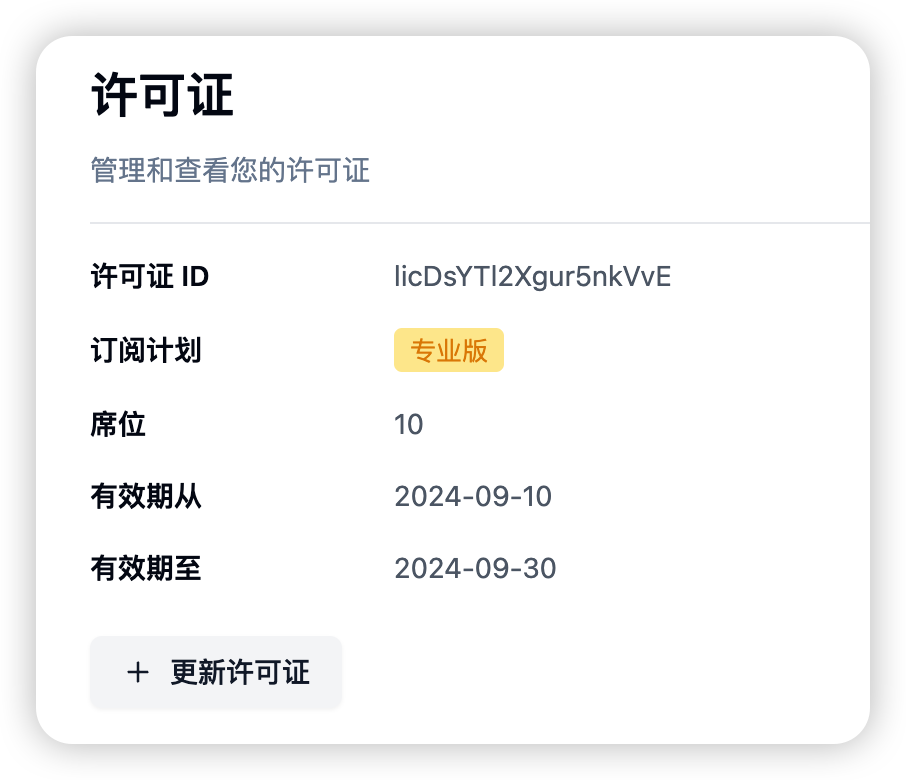 许可证
管理和查看您的许可证
许可证 ID licDsYTl2Xgur5nkVvE
订阅计划 专业版
席位 10
有效期从 2024-09-10
有效期至 2024-09-30
+ 更新许可证